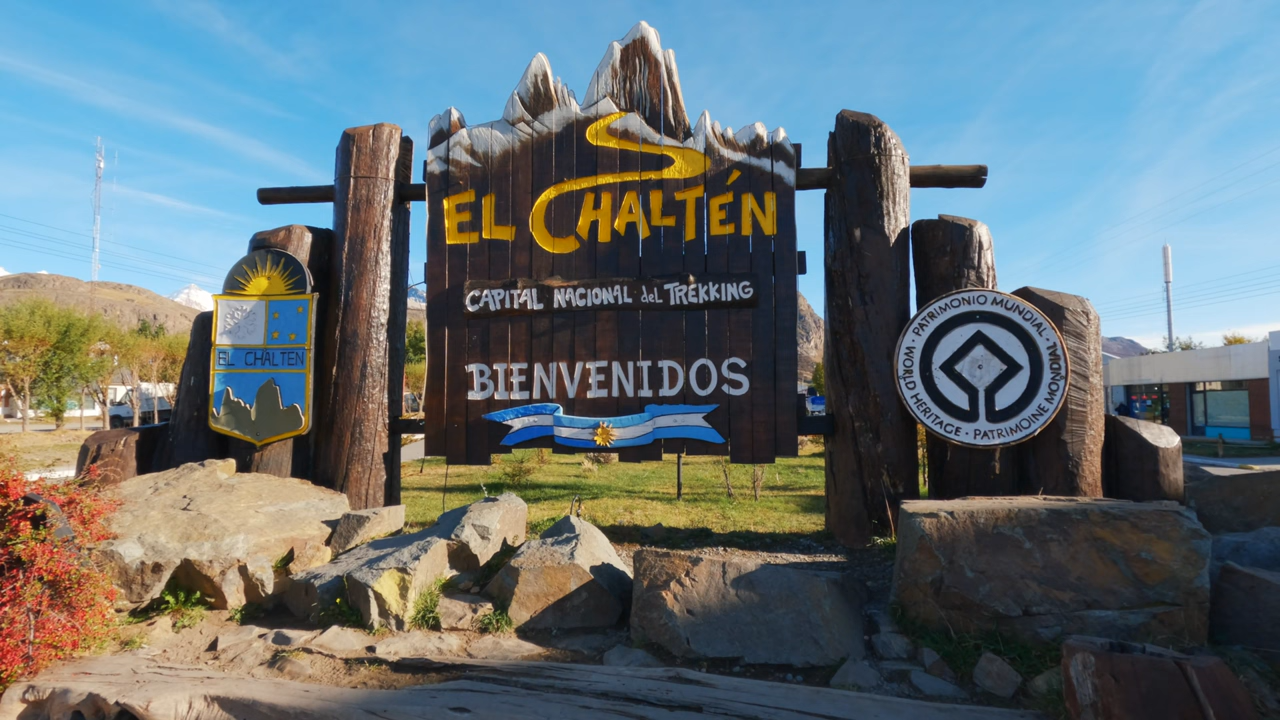 EL CHALTÉN
CAPITAL NACIONAL del TREKKING
BIENVENIDOS
EL CHALTEN
PATRIMONIO MUNDIAL
WORLD HERITAGE • PATRIMOINE MONDIAL